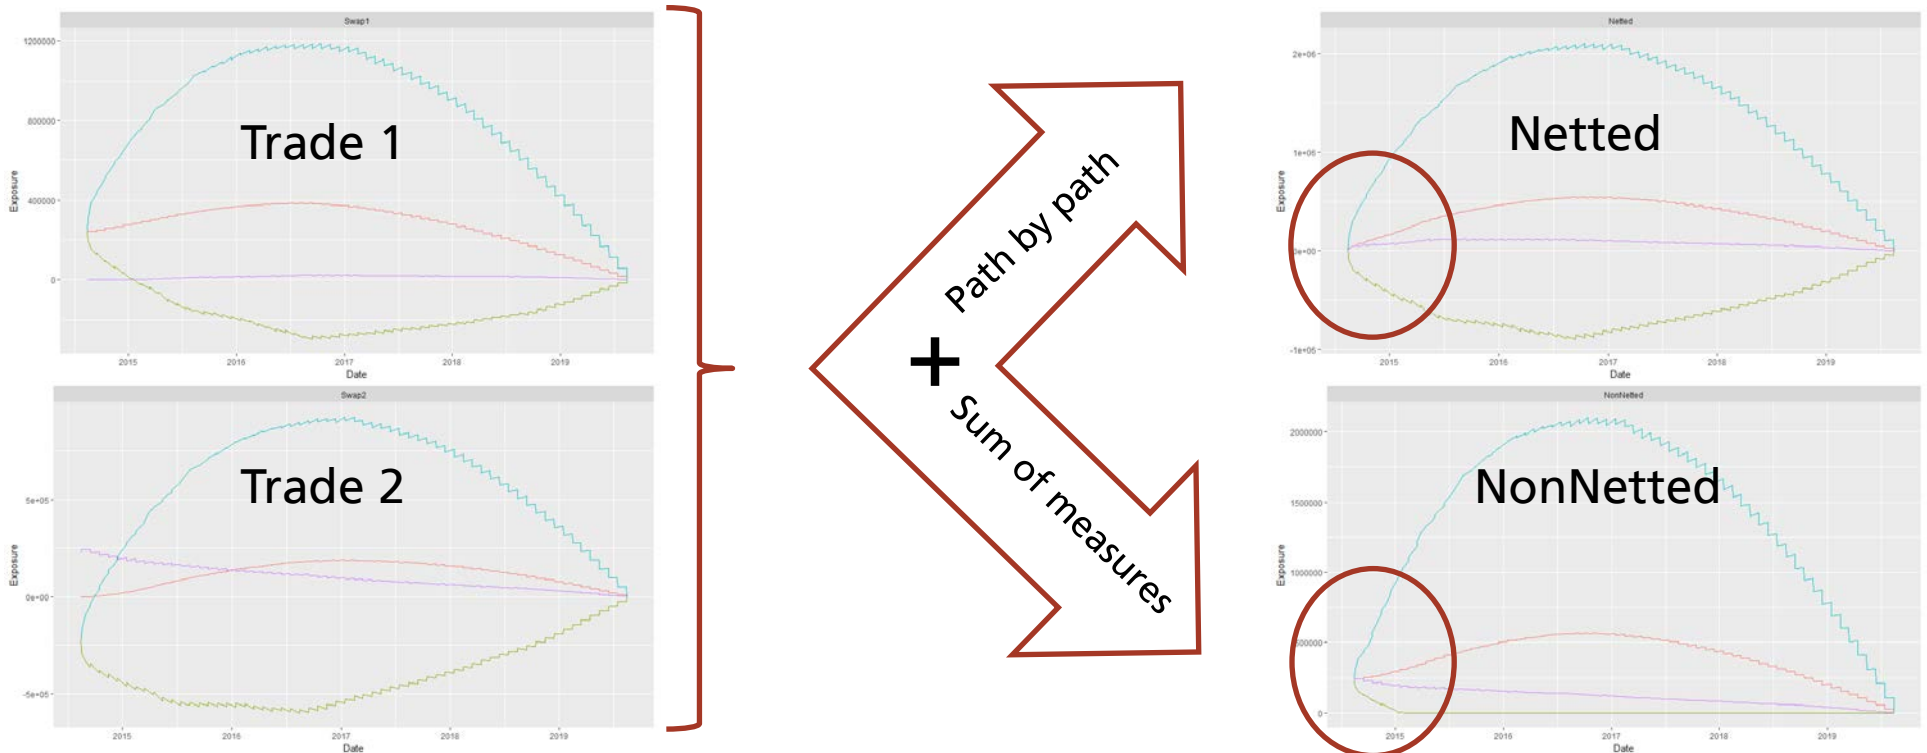 Swap1
1200000
800000
400000
0
Exposure
Trade 1
2015 2016 2017 2018 2019
Date
Swap2
5e+05
0e+00
-5e+05
Exposure
Trade 2
2015 2016 2017 2018 2019
Date
Path by path
+
Sum of measures
Netted
2e+06
1e+06
0e+00
-1e+06
Exposure
Netted
2015 2016 2017 2018 2019
Date
NonNetted
2000000
1500000
1000000
500000
0
Exposure
NonNetted
2015 2016 2017 2018 2019
Date